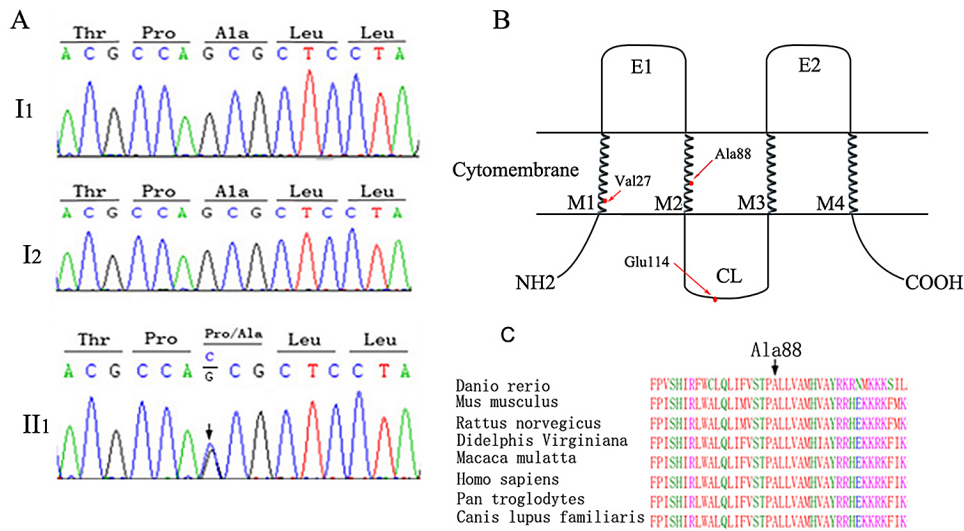 A
Thr Pro Ala Leu Leu
A C G C C A G C G C T C C T A
I1
Thr Pro Ala Leu Leu
A C G C C A G C G C T C C T A
I2
Thr Pro Pro/Ala Leu Leu
A C G C C A C/G C G C T C C T A
II1
B
E1 E2
Cytomembrane
Ala88
Val27
M1 M2 M3 M4
Glu114
CL
NH2
COOH
C
Ala88
Danio rerio FPVSHIRFWCLQLIFVSTPALLVAMHVAYRKRNMKKKSIL
Mus musculus FPISHIRLWALQLIMVSTPALLVAMHVAYRRHEKKRKFMK
Rattus norvegicus FPISHIRLWALQLIFVSTPALLVAMHVAYRRHEKKRKFMK
Didelphis Virginiana FPISHIRLWALQLIFVSTPALLVAMHIAYRRHEKKRKFIK
Macaca mulatta FPISHIRLWALQLIFVSTPALLVAMHVAYRRHEKKRKFIK
Homo sapiens FPISHIRLWALQLIFVSTPALLVAMHVAYRRHEKKRKFIK
Pan troglodytes FPISHIRLWALQLIFVSTPALLVAMHVAYRRHEKKRKFIK
Canis lupus familiaris FPISHIRLWALQLIFVSTPALLVAMHVAYRRHEKKRKFIK